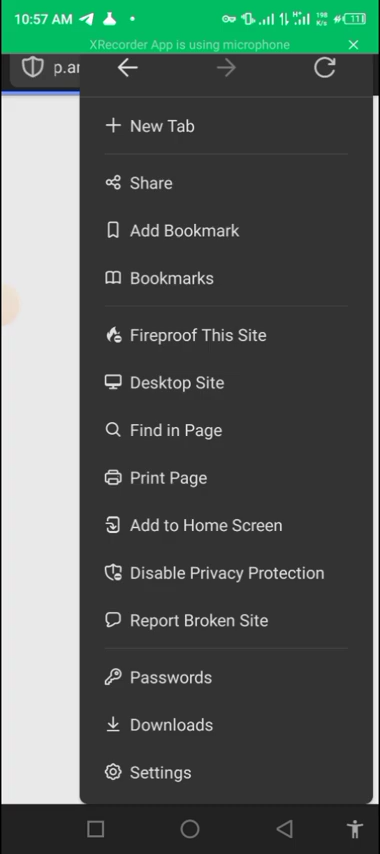 10:57 AM
198 K/s
111
XRecorder App is using microphone
p.ar
New Tab
Share
Add Bookmark
Bookmarks
Fireproof This Site
Desktop Site
Find in Page
Print Page
Add to Home Screen
Disable Privacy Protection
Report Broken Site
Passwords
Downloads
Settings